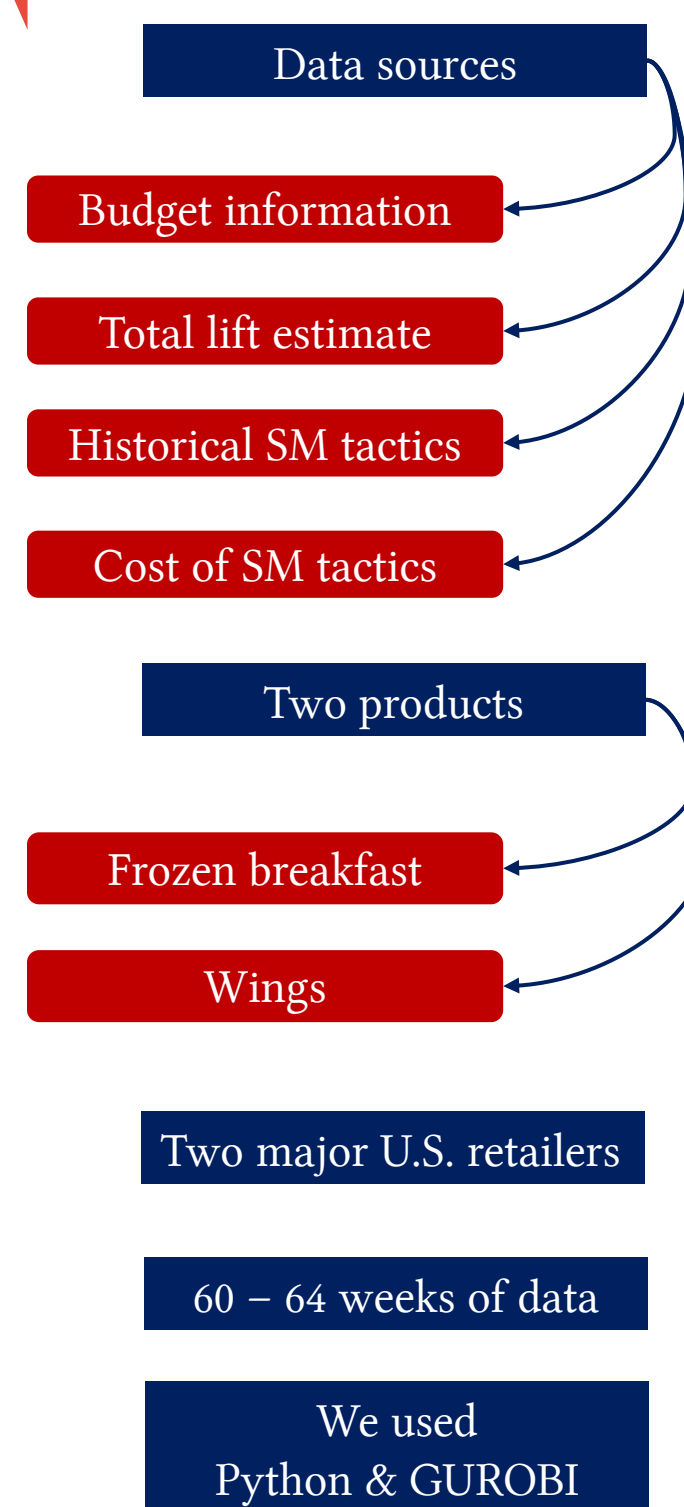 Data sources
Budget information
Total lift estimate
Historical SM tactics
Cost of SM tactics
Two products
Frozen breakfast
Wings
Two major U.S. retailers
60 – 64 weeks of data
We used
Python & GUROBI